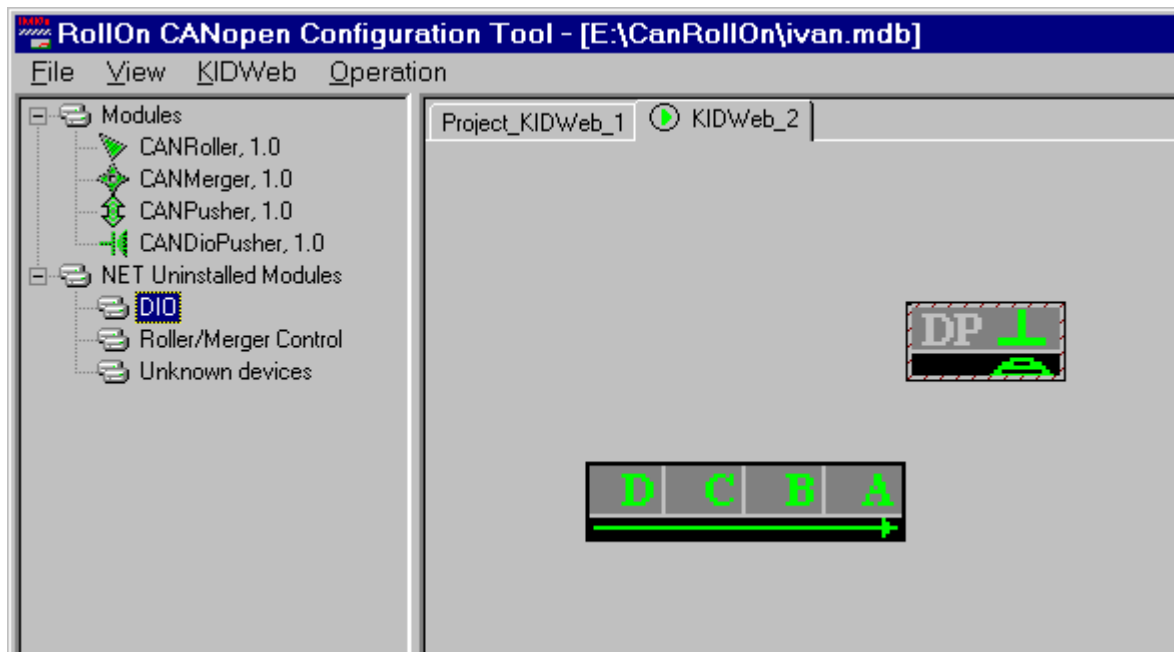 RollOn CANopen Configuration Tool - [E:\CanRollOn\ivan.mdb]
File View KIDWeb Operation
Modules
CANRoller, 1.0
CANMerger, 1.0
CANPusher, 1.0
CANDioPusher, 1.0
NET Uninstalled Modules
DIO
Roller/Merger Control
Unknown devices
Project_KIDWeb_1 KIDWeb_2
DP
D C B A